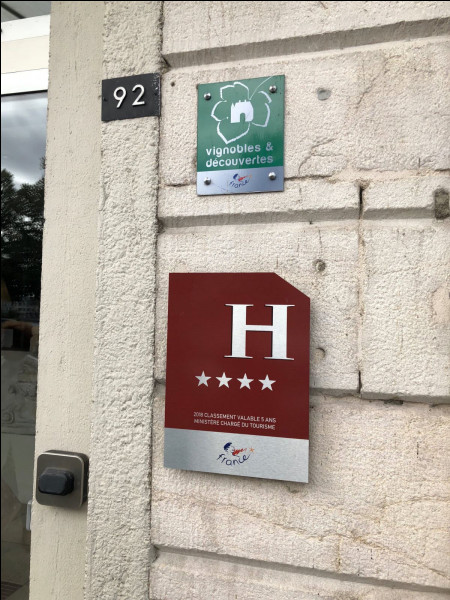 92
vignobles &
découvertes
France
H
2018 CLASSEMENT VALABLE 5 ANS
MINISTÈRE CHARGÉ DU TOURISME
France